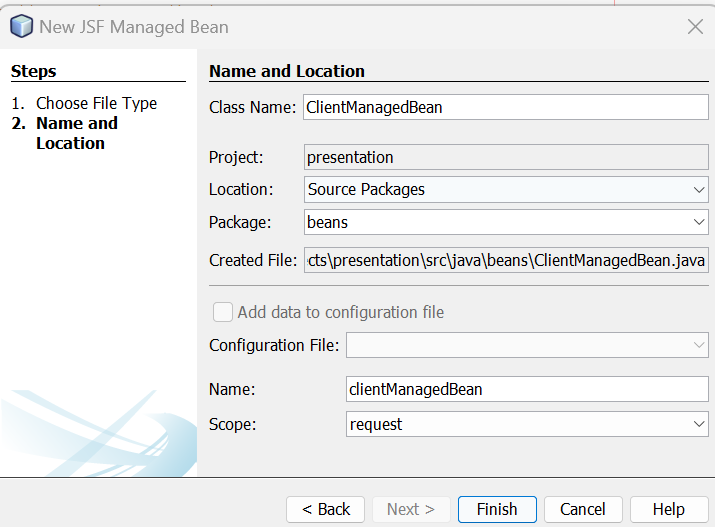 New JSF Managed Bean
Steps
1. Choose File Type
2. Name and
Location
Name and Location
Class Name: ClientManagedBean
Project: presentation
Location: Source Packages
Package: beans
Created File: cts\presentation\src\java\beans\ClientManagedBean.java
Add data to configuration file
Configuration File:
Name: clientManagedBean
Scope: request
< Back Next > Finish Cancel Help